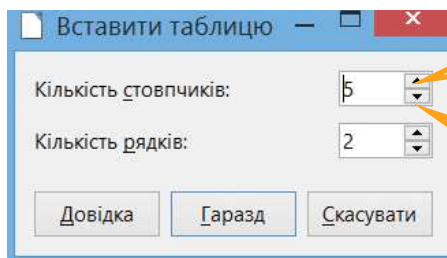 Вставити таблицю
Кількість стовпчиків: 5
Кількість рядків: 2
Довідка Гаразд Скасувати